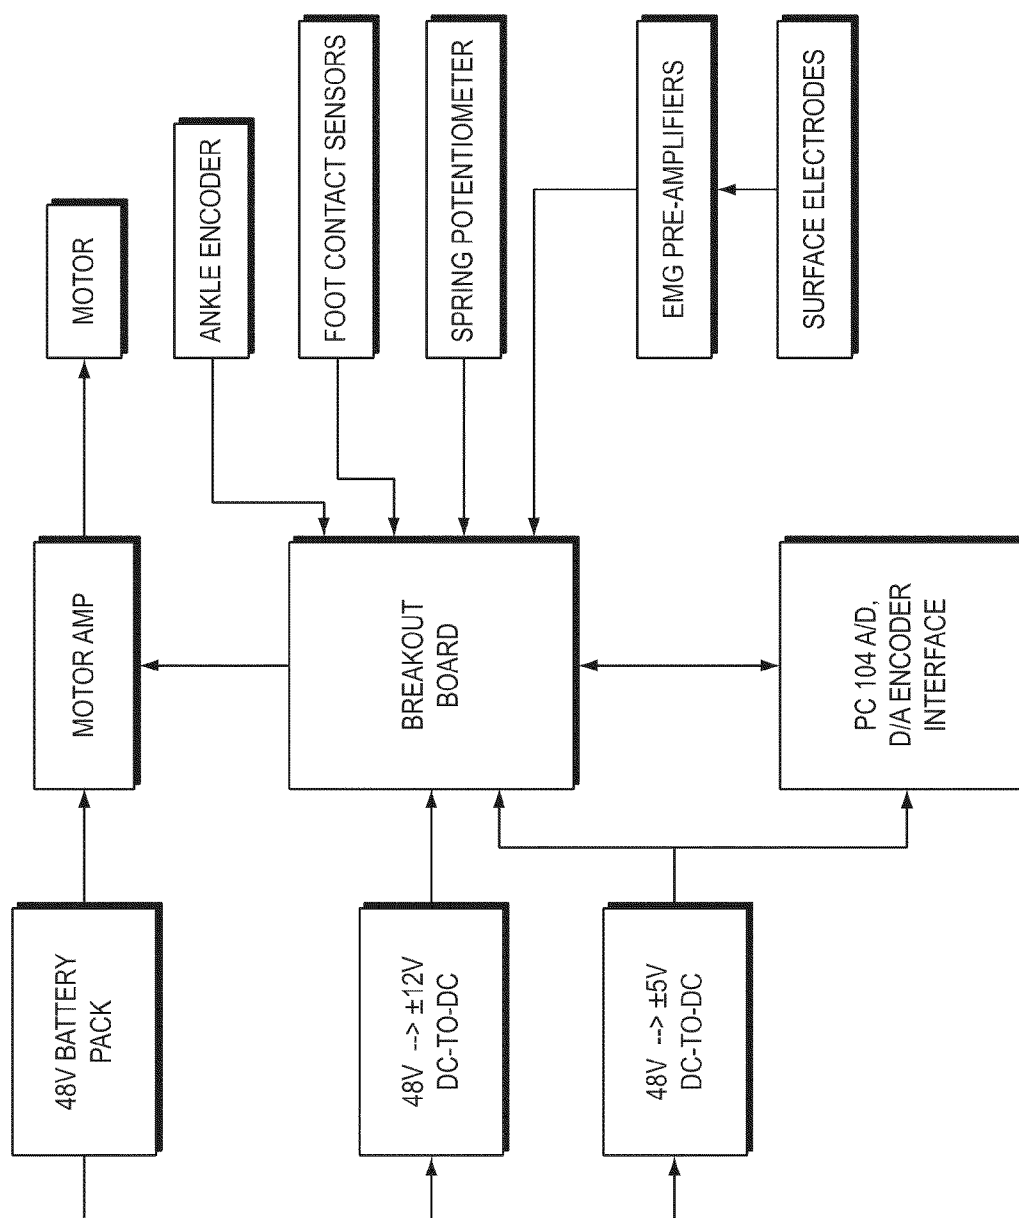 48V BATTERY
PACK
MOTOR AMP
MOTOR
ANKLE ENCODER
FOOT CONTACT SENSORS
SPRING POTENTIOMETER
EMG PRE-AMPLIFIERS
SURFACE ELECTRODES
BREAKOUT
BOARD
48V --> ±12V
DC-TO-DC
48V --> ±5V
DC-TO-DC
PC 104 A/D,
D/A ENCODER
INTERFACE